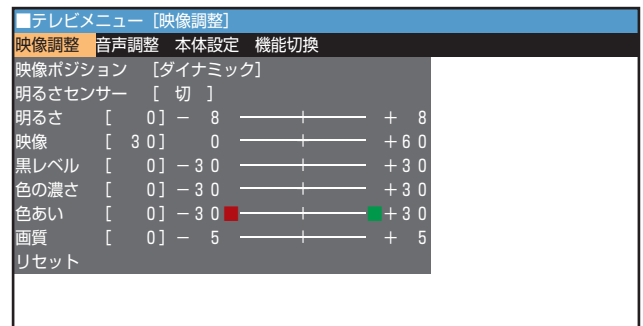 ■テレビメニュー [映像調整]
映像調整 音声調整 本体設定 機能切換
映像ポジション [ダイナミック]
明るさセンサー [ 切 ]
明るさ [ 0] － 8 ＋ 8
映像 [ 30] 0 ＋60
黒レベル [ 0] －30 ＋30
色の濃さ [ 0] －30 ＋30
色あい [ 0] －30 ＋30
画質 [ 0] － 5 ＋ 5
リセット